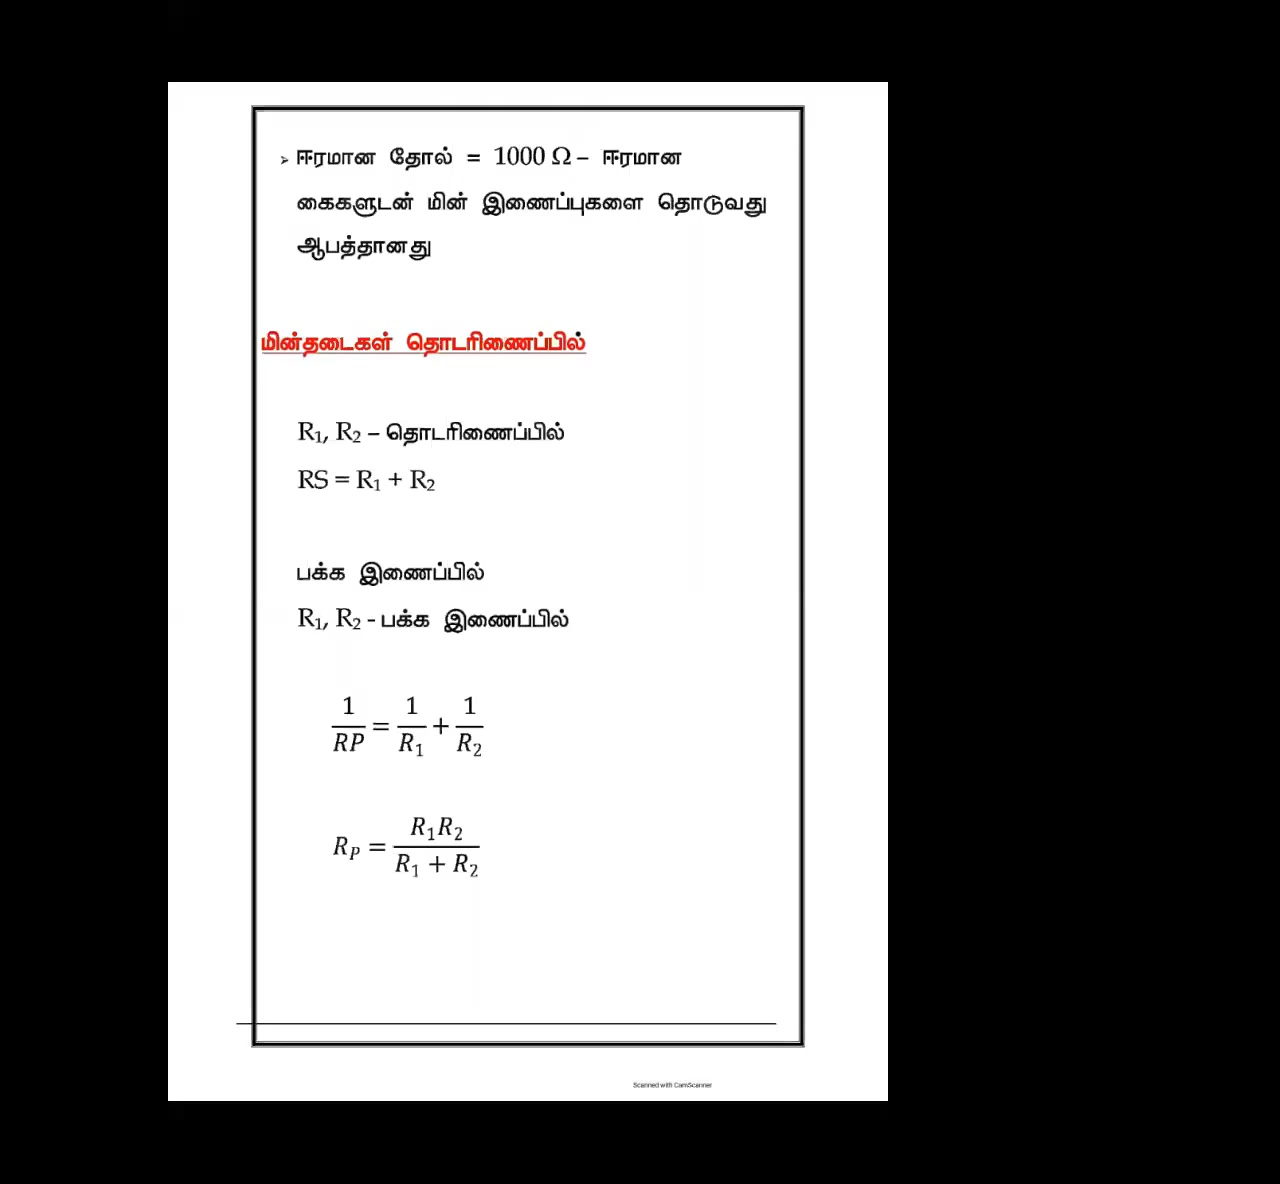 ➢ ஈரமான தோல் = 1000 Ω – ஈரமான
கைகளுடன் மின் இணைப்புகளை தொடுவது
ஆபத்தானது
மின்தடைகள் தொடரிணைப்பில்
R₁, R₂ – தொடரிணைப்பில்
RS = R₁ + R₂
பக்க இணைப்பில்
R₁, R₂ - பக்க இணைப்பில்
1/RP = 1/R₁ + 1/R₂
R_P = R₁R₂/(R₁ + R₂)
Scanned with CamScanner